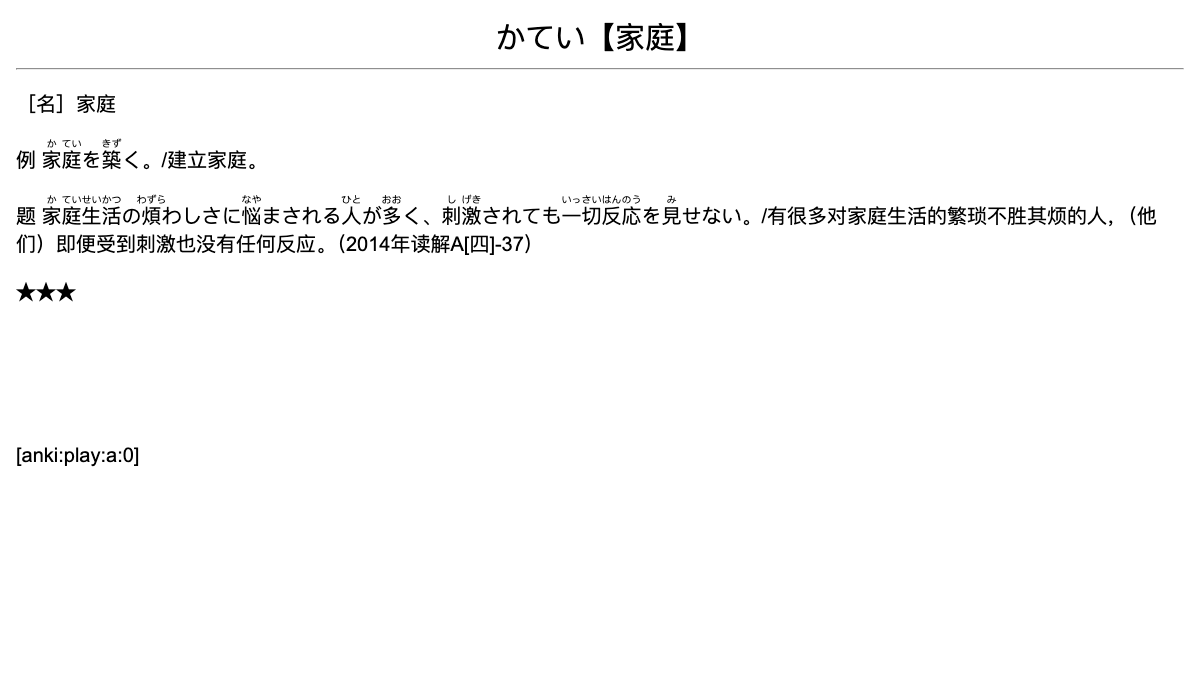 かてい【家庭】
［名］家庭
か てい きず
例 家庭を築く。/建立家庭。
か ていせいかつ わずら なや ひと おお し げき いっさいはんのう み
题 家庭生活の煩わしさに悩まされる人が多く、刺激されても一切反応を見せない。/有很多对家庭生活的繁琐不胜其烦的人，（他
们）即便受到刺激也没有任何反应。（2014年读解A[四]-37）
★★★
[anki:play:a:0]